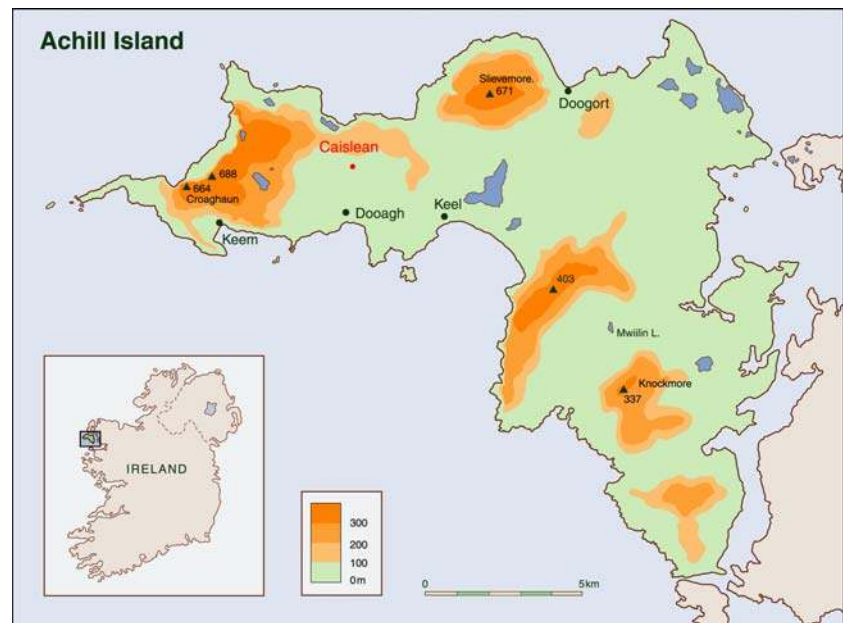 Achill Island
Slievemore.
671
Doogort
Caislean
688
664
Croaghaun
Keem
Dooagh
Keel
403
Mwiilin L.
Knockmore
337
IRELAND
300
200
100
0 m
0
5km